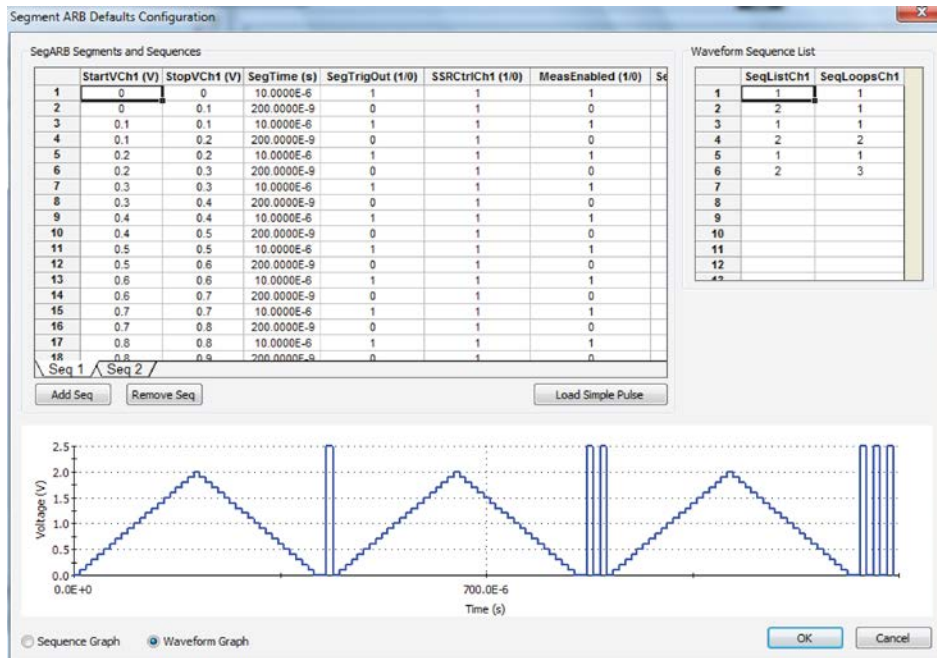 Segment ARB Defaults Configuration
SegARB Segments and Sequences
StartVCh1 (V) StopVCh1 (V) SegTime (s) SegTrigOut (1/0) SSRCtrlCh1 (1/0) MeasEnabled (1/0) Se
1 0 0 10.0000E-6 1 1 1
2 0 0.1 200.0000E-9 0 1 0
3 0.1 0.1 10.0000E-6 1 1 1
4 0.1 0.2 200.0000E-9 0 1 0
5 0.2 0.2 10.0000E-6 1 1 1
6 0.2 0.3 200.0000E-9 0 1 0
7 0.3 0.3 10.0000E-6 1 1 1
8 0.3 0.4 200.0000E-9 0 1 0
9 0.4 0.4 10.0000E-6 1 1 1
10 0.4 0.5 200.0000E-9 0 1 0
11 0.5 0.5 10.0000E-6 1 1 1
12 0.5 0.6 200.0000E-9 0 1 0
13 0.6 0.6 10.0000E-6 1 1 1
14 0.6 0.7 200.0000E-9 0 1 0
15 0.7 0.7 10.0000E-6 1 1 1
16 0.7 0.8 200.0000E-9 0 1 0
17 0.8 0.8 10.0000E-6 1 1 1
18 0.8 0.9 200.0000E-9 0 1 0
Seq 1 Seq 2
Add Seq Remove Seq Load Simple Pulse
Waveform Sequence List
SeqListCh1 SeqLoopsCh1
1 1 1
2 2 1
3 1 1
4 2 2
5 1 1
6 2 3
7
8
9
10
11
12
2.5
2.0
1.5
1.0
0.5
0.0
Voltage (V)
0.0E+0 700.0E-6
Time (s)
Sequence Graph Waveform Graph OK Cancel